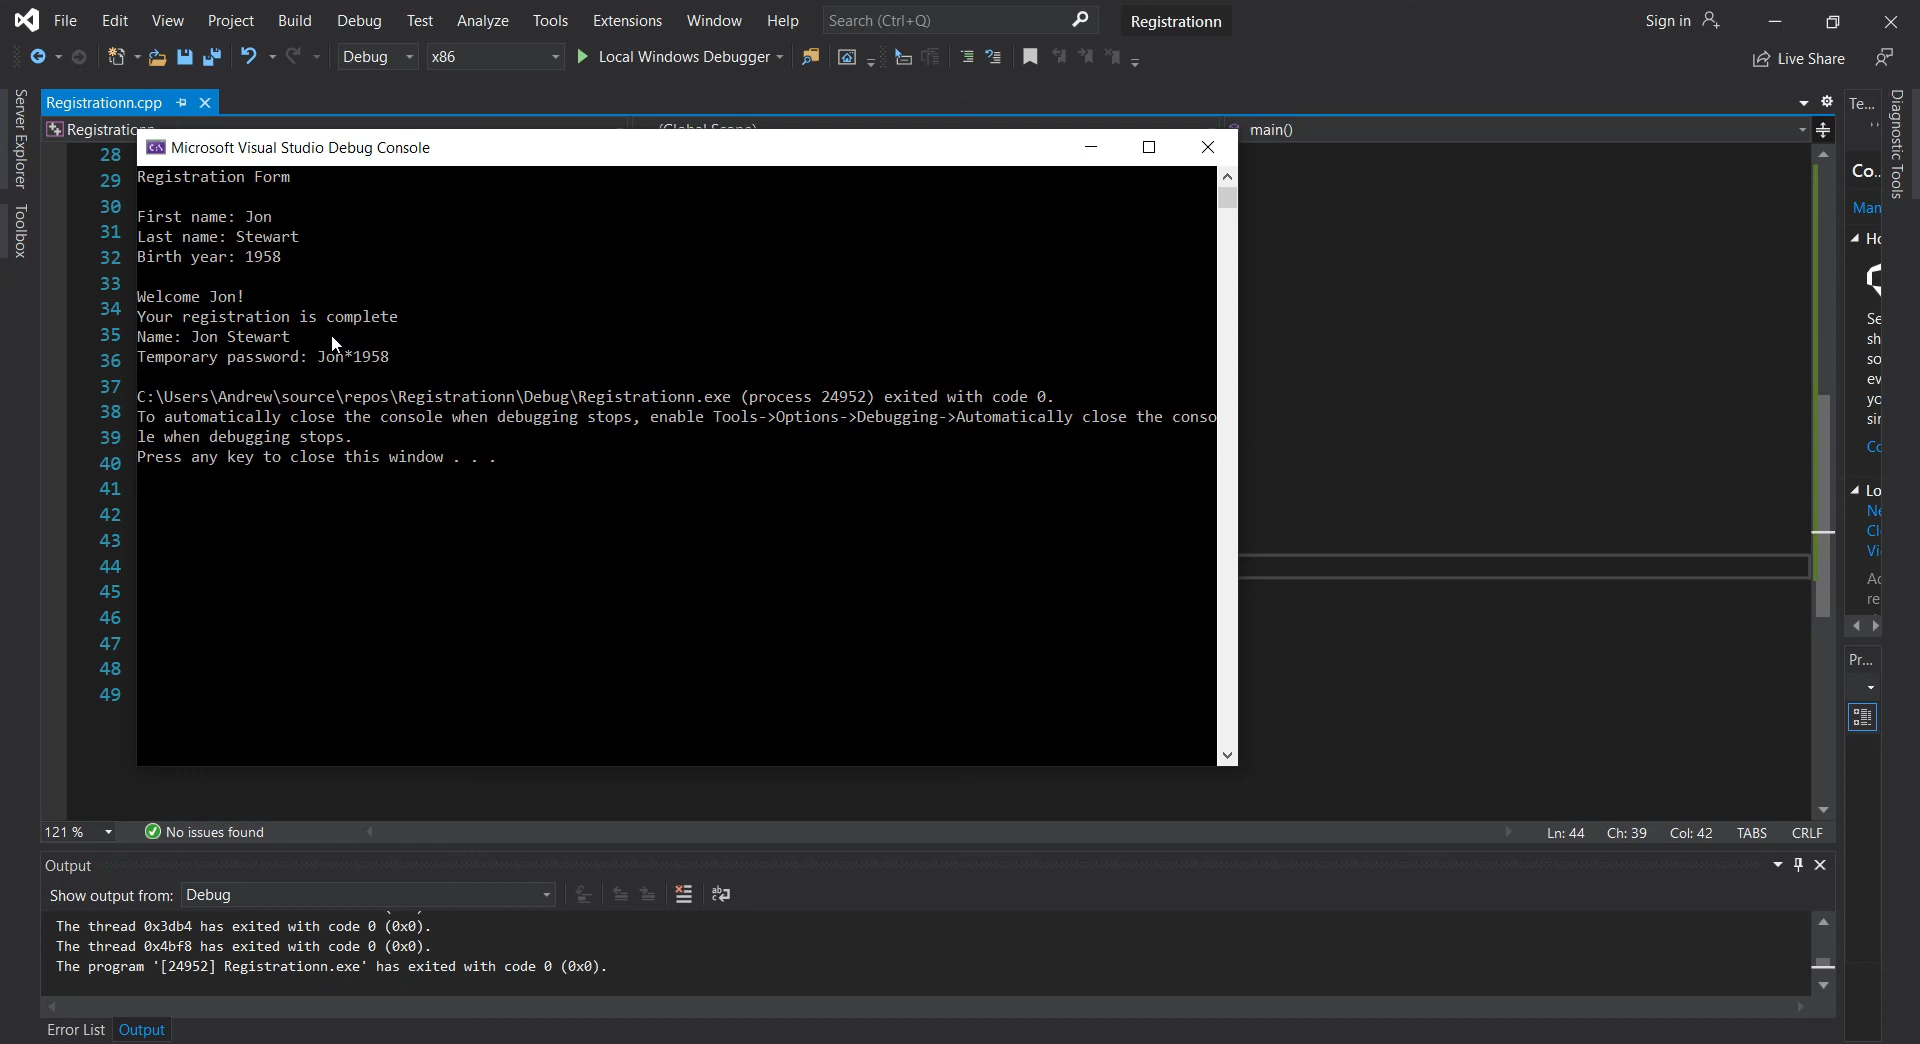 File Edit View Project Build Debug Test Analyze Tools Extensions Window Help Search (Ctrl+Q) Registrationn Sign in
Debug x86 Local Windows Debugger Live Share
Server Explorer
Toolbox
Registrationn.cpp
main()
Microsoft Visual Studio Debug Console
28
29
30
31
32
33
34
35
36
37
38
39
40
41
42
43
44
45
46
47
48
49
Registration Form
First name: Jon
Last name: Stewart
Birth year: 1958
Welcome Jon!
Your registration is complete
Name: Jon Stewart
Temporary password: Jon*1958
C:\Users\Andrew\source\repos\Registrationn\Debug\Registrationn.exe (process 24952) exited with code 0.
To automatically close the console when debugging stops, enable Tools->Options->Debugging->Automatically close the conso
le when debugging stops.
Press any key to close this window . . .
Te...
Co...
Diagnostic Tools
Pr...
121 % No issues found Ln: 44 Ch: 39 Col: 42 TABS CRLF
Output
Show output from: Debug
The thread 0x3db4 has exited with code 0 (0x0).
The thread 0x4bf8 has exited with code 0 (0x0).
The program '[24952] Registrationn.exe' has exited with code 0 (0x0).
Error List Output